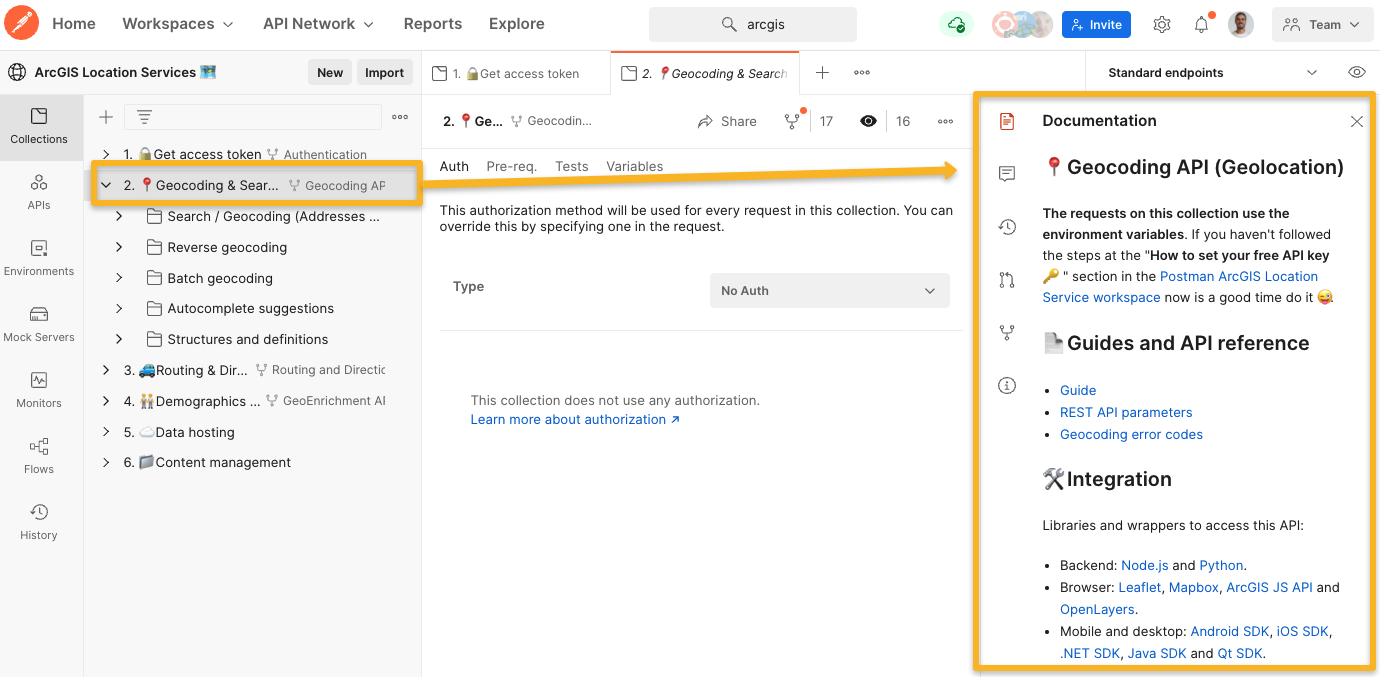 Home
Workspaces
API Network
Reports
Explore
arcgis
Invite
Team
ArcGIS Location Services
New
Import
1. 🔒Get access token
2. 📍Geocoding & Search
Standard endpoints
Collections
APIs
Environments
Mock Servers
Monitors
Flows
History
1. 🔒Get access token Authentication
2. 📍Geocoding & Sear... Geocoding AP
Search / Geocoding (Addresses ...
Reverse geocoding
Batch geocoding
Autocomplete suggestions
Structures and definitions
3. 🚙Routing & Dir... Routing and Directic
4. 👬Demographics ... GeoEnrichment AP
5. ☁️Data hosting
6. Content management
2. 📍Ge... Geocodin...
Share
17
16
Auth Pre-req. Tests Variables
This authorization method will be used for every request in this collection. You can
override this by specifying one in the request.
Type
No Auth
This collection does not use any authorization.
Learn more about authorization ↗
Documentation
📍Geocoding API (Geolocation)
The requests on this collection use the
environment variables. If you haven't followed
the steps at the "How to set your free API key
🔑 " section in the Postman ArcGIS Location
Service workspace now is a good time do it 😜.
Guides and API reference
• Guide
• REST API parameters
• Geocoding error codes
🛠Integration
Libraries and wrappers to access this API:
• Backend: Node.js and Python.
• Browser: Leaflet, Mapbox, ArcGIS JS API and
OpenLayers.
• Mobile and desktop: Android SDK, iOS SDK,
.NET SDK, Java SDK and Qt SDK.